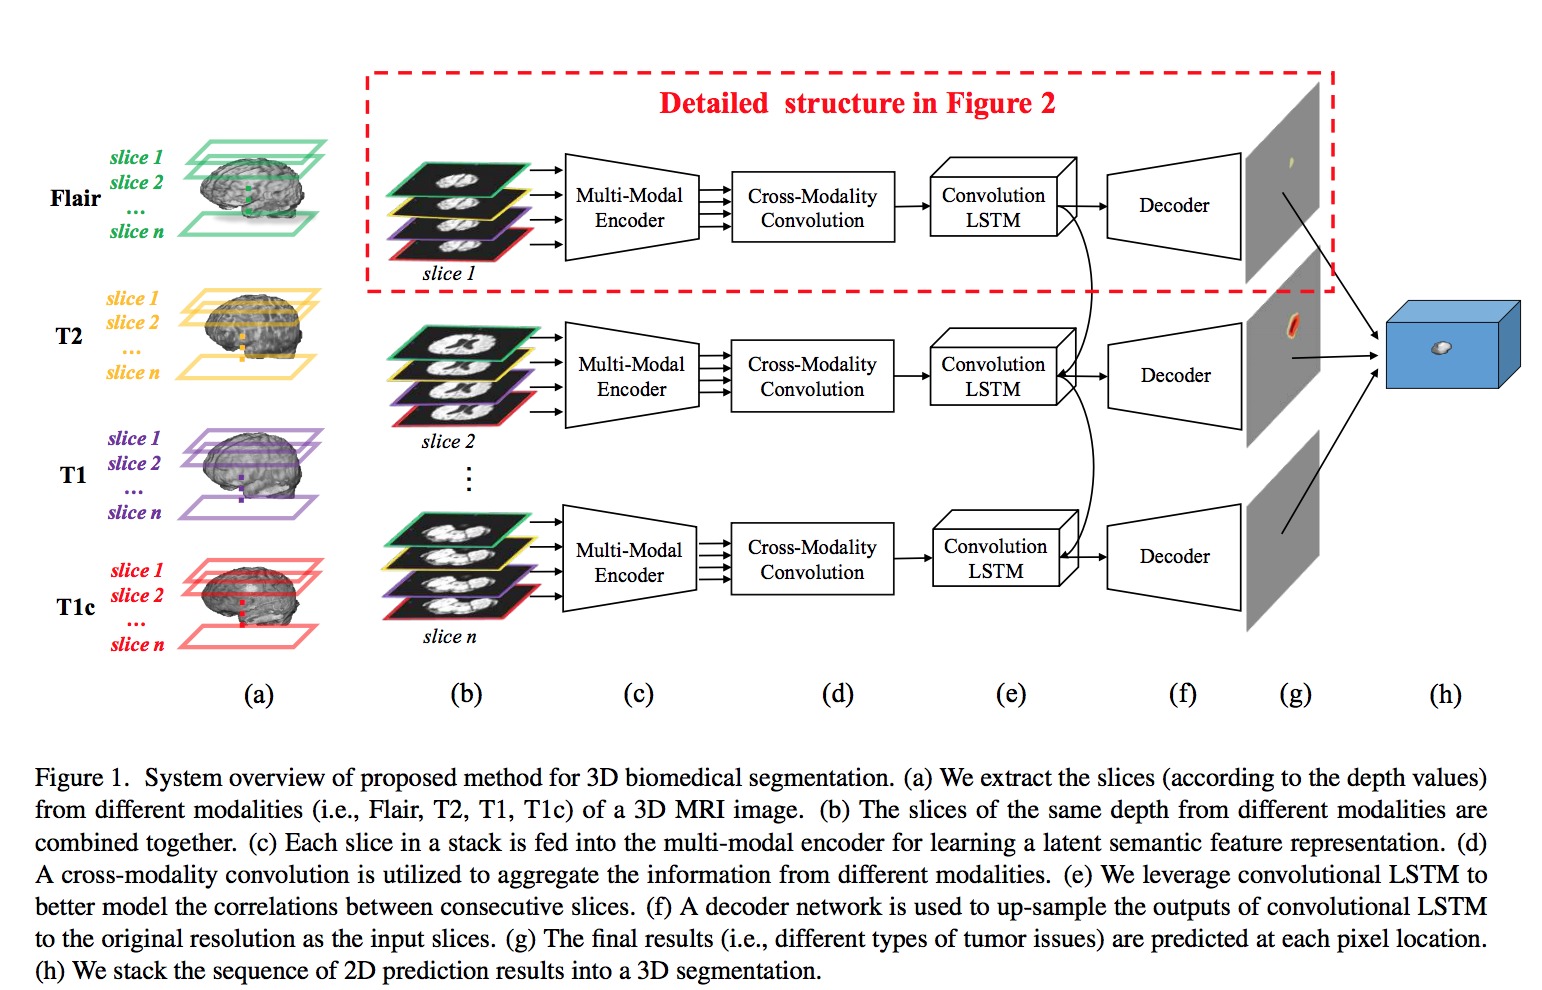 Detailed structure in Figure 2
Flair
slice 1
slice 2
...
slice n
T2
slice 1
slice 2
...
slice n
T1
slice 1
slice 2
...
slice n
T1c
slice 1
slice 2
...
slice n
slice 1
Multi-Modal
Encoder
Cross-Modality
Convolution
Convolution
LSTM
Decoder
slice 2
Multi-Modal
Encoder
Cross-Modality
Convolution
Convolution
LSTM
Decoder
⋮
slice n
Multi-Modal
Encoder
Cross-Modality
Convolution
Convolution
LSTM
Decoder
(a) (b) (c) (d) (e) (f) (g) (h)
Figure 1. System overview of proposed method for 3D biomedical segmentation. (a) We extract the slices (according to the depth values)
from different modalities (i.e., Flair, T2, T1, T1c) of a 3D MRI image. (b) The slices of the same depth from different modalities are
combined together. (c) Each slice in a stack is fed into the multi-modal encoder for learning a latent semantic feature representation. (d)
A cross-modality convolution is utilized to aggregate the information from different modalities. (e) We leverage convolutional LSTM to
better model the correlations between consecutive slices. (f) A decoder network is used to up-sample the outputs of convolutional LSTM
to the original resolution as the input slices. (g) The final results (i.e., different types of tumor issues) are predicted at each pixel location.
(h) We stack the sequence of 2D prediction results into a 3D segmentation.